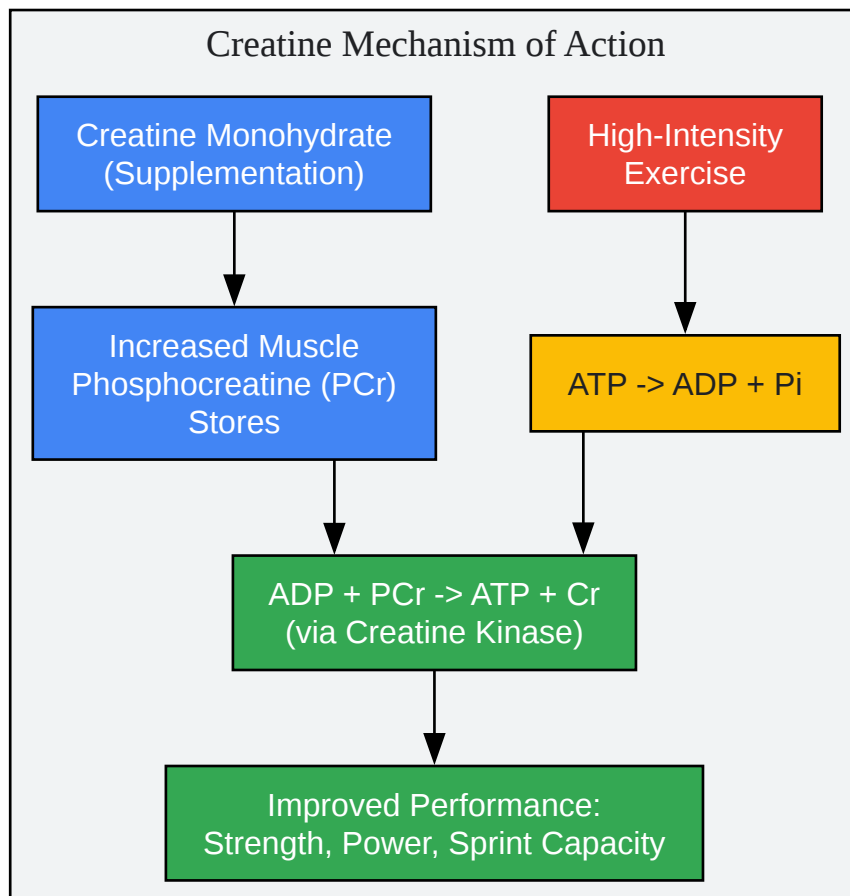 Creatine Mechanism of Action
Creatine Monohydrate
(Supplementation)
High-Intensity
Exercise
Increased Muscle
Phosphocreatine (PCr)
Stores
ATP -> ADP + Pi
ADP + PCr -> ATP + Cr
(via Creatine Kinase)
Improved Performance:
Strength, Power, Sprint Capacity